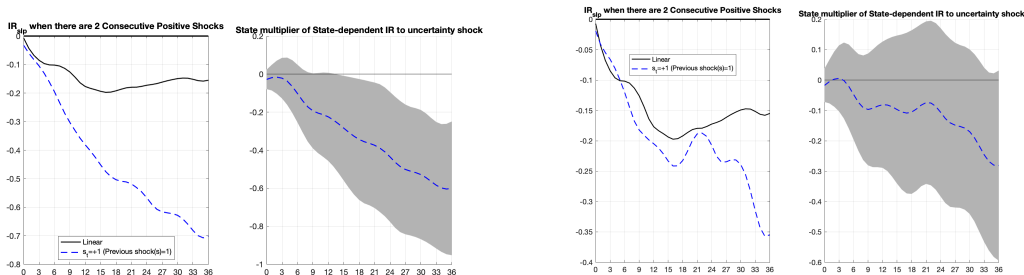 IR_slp when there are 2 Consecutive Positive Shocks
0
-0.1
-0.2
-0.3
-0.4
-0.5
-0.6
-0.7
-0.8
Linear
s_t=+1 (Previous shock(s)=1)
0 3 6 9 12 15 18 21 24 27 30 33 36
State multiplier of State-dependent IR to uncertainty shock
0.2
0
-0.2
-0.4
-0.6
-0.8
-1
0 3 6 9 12 15 18 21 24 27 30 33 36
IR_slp when there are 2 Consecutive Positive Shocks
0
-0.05
-0.1
-0.15
-0.2
-0.25
-0.3
-0.35
-0.4
Linear
s_t=+1 (Previous shock(s)=1)
0 3 6 9 12 15 18 21 24 27 30 33 36
State multiplier of State-dependent IR to uncertainty shock
0.2
0.1
0
-0.1
-0.2
-0.3
-0.4
-0.5
-0.6
0 3 6 9 12 15 18 21 24 27 30 33 36